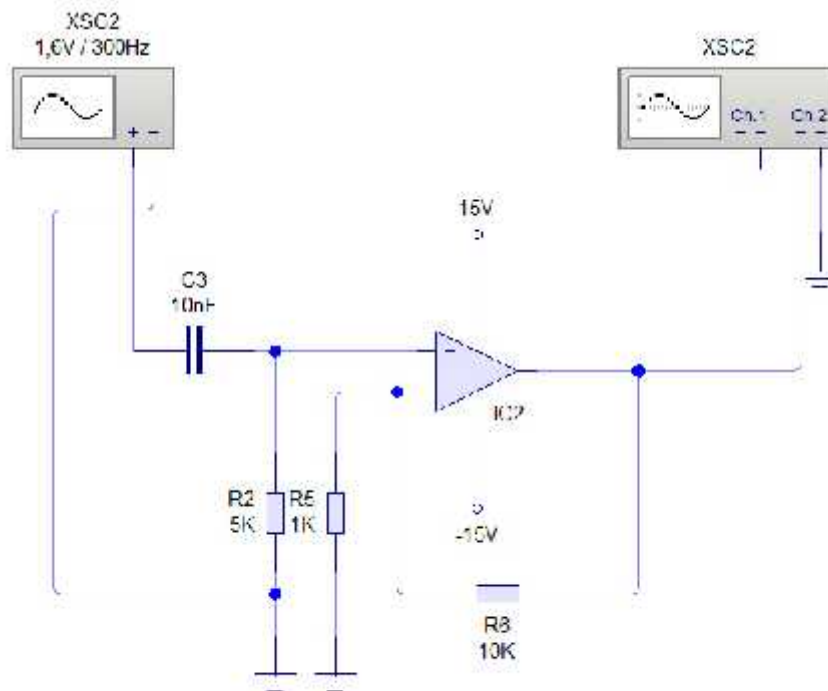 XSC2
1,6V / 300Hz
XSC2
+ -
Ch.1 Ch.2
15V
C3
10nF
IC2
R2 R5
5K 1K
-15V
R6
10K